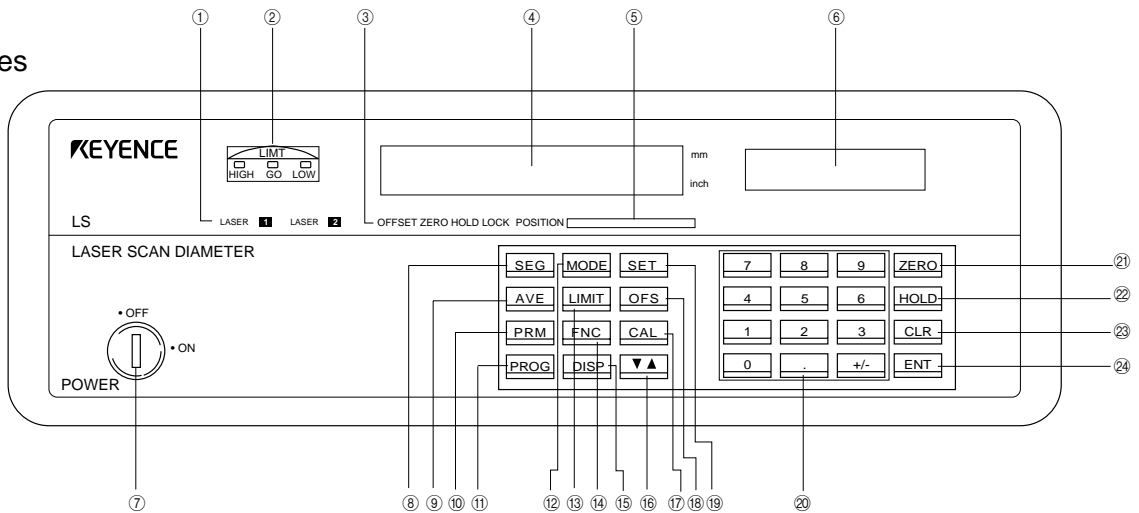 ① ② ③ ④ ⑤ ⑥
es
KEYENCE
LIMT
HIGH GO LOW
mm
inch
LS
LASER 1 LASER 2
OFFSET ZERO HOLD LOCK POSITION
LASER SCAN DIAMETER
SEG MODE SET 7 8 9 ZERO ㉑
AVE LIMIT OFS 4 5 6 HOLD ㉒
• OFF
PRM FNC CAL 1 2 3 CLR ㉓
• ON
PROG DISP ▼▲ 0 . +/- ENT ㉔
POWER
⑦ ⑧ ⑨ ⑩ ⑪ ⑫ ⑬ ⑭ ⑮ ⑯ ⑰ ⑱ ⑲ ⑳